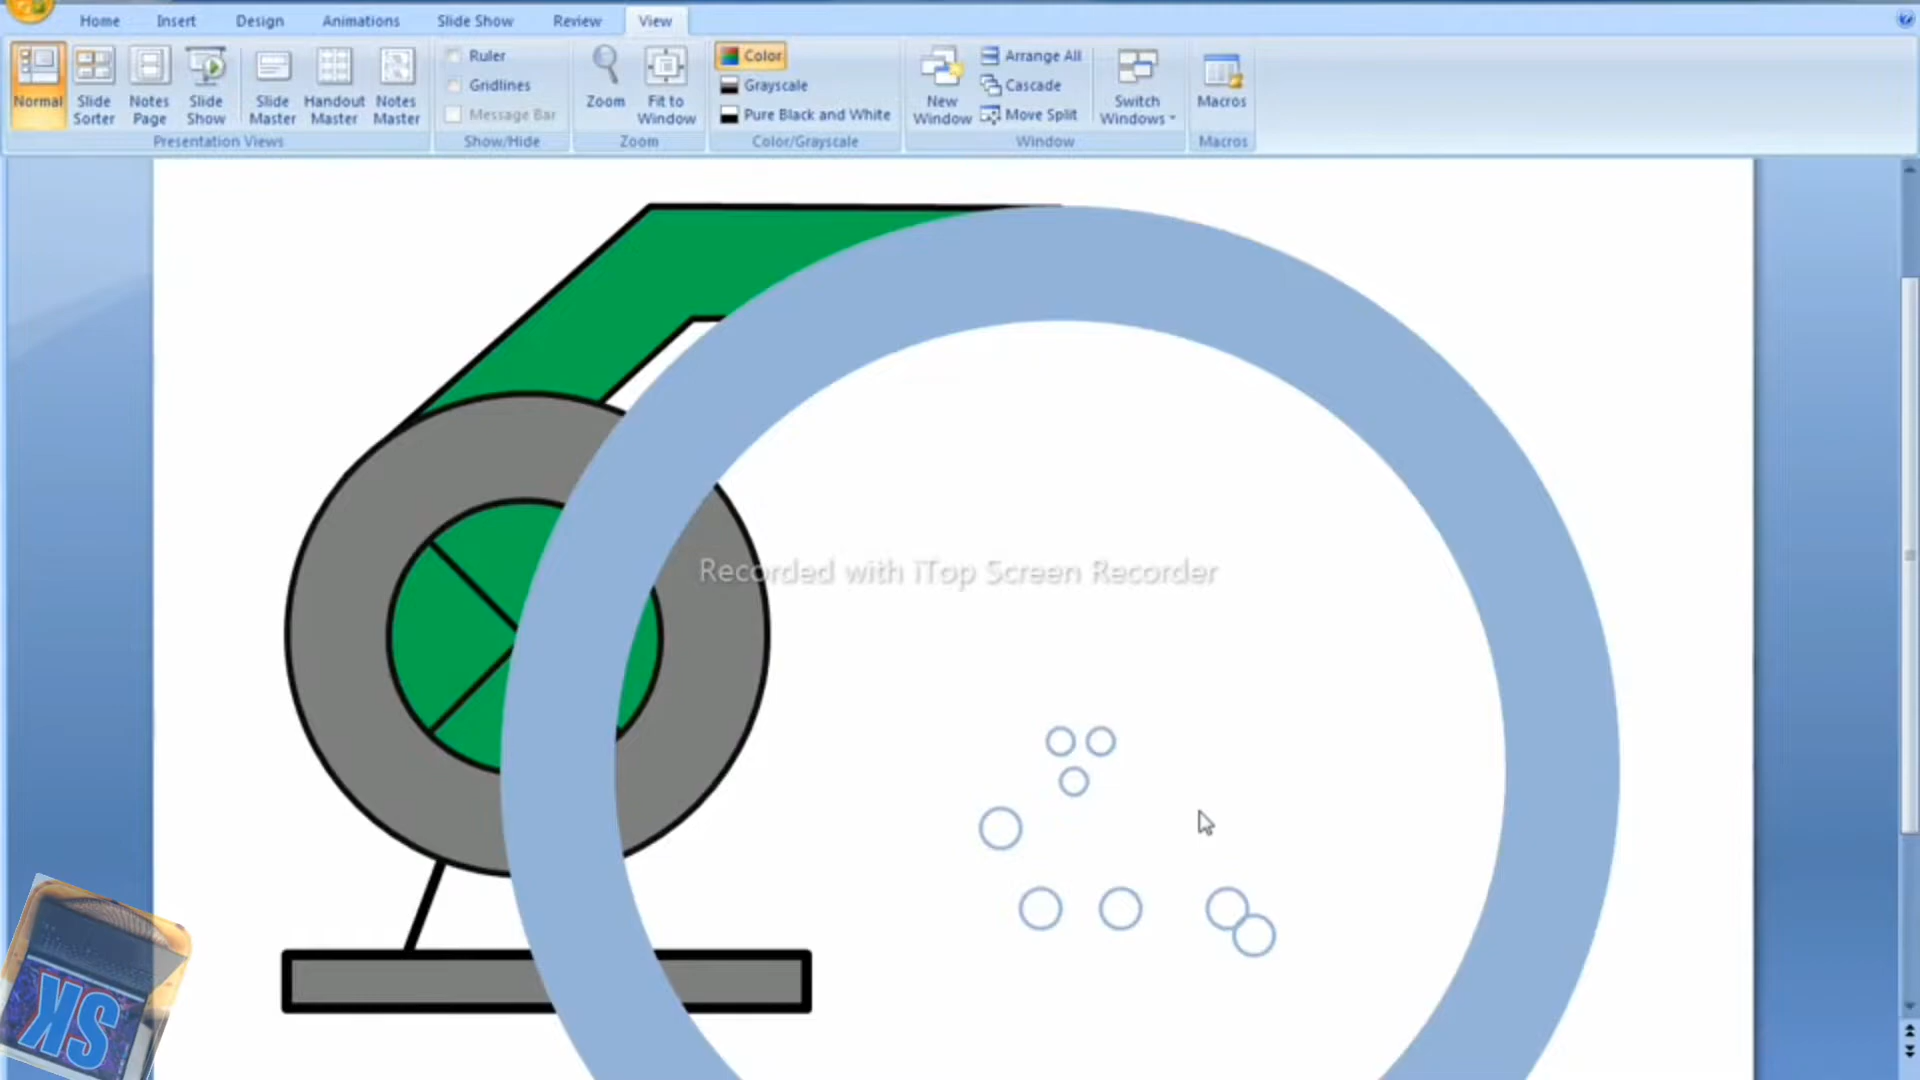 Home Insert Design Animations Slide Show Review View
Normal
Slide Sorter
Notes Page
Slide Show
Slide Master
Handout Master
Notes Master
Presentation Views
Ruler
Gridlines
Message Bar
Show/Hide
Zoom
Fit to Window
Zoom
Color
Grayscale
Pure Black and White
Color/Grayscale
New Window
Arrange All
Cascade
Move Split
Switch Windows
Window
Macros
Macros
Recorded with iTop Screen Recorder
SK